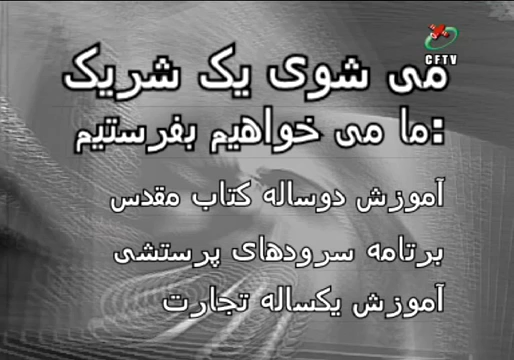 CFTV
می شوی یک شریک
ما می خواهیم بفرستیم:
آموزش دوساله کتاب مقدس
برتامه سرودهای پرستشی
آموزش یکساله تجارت